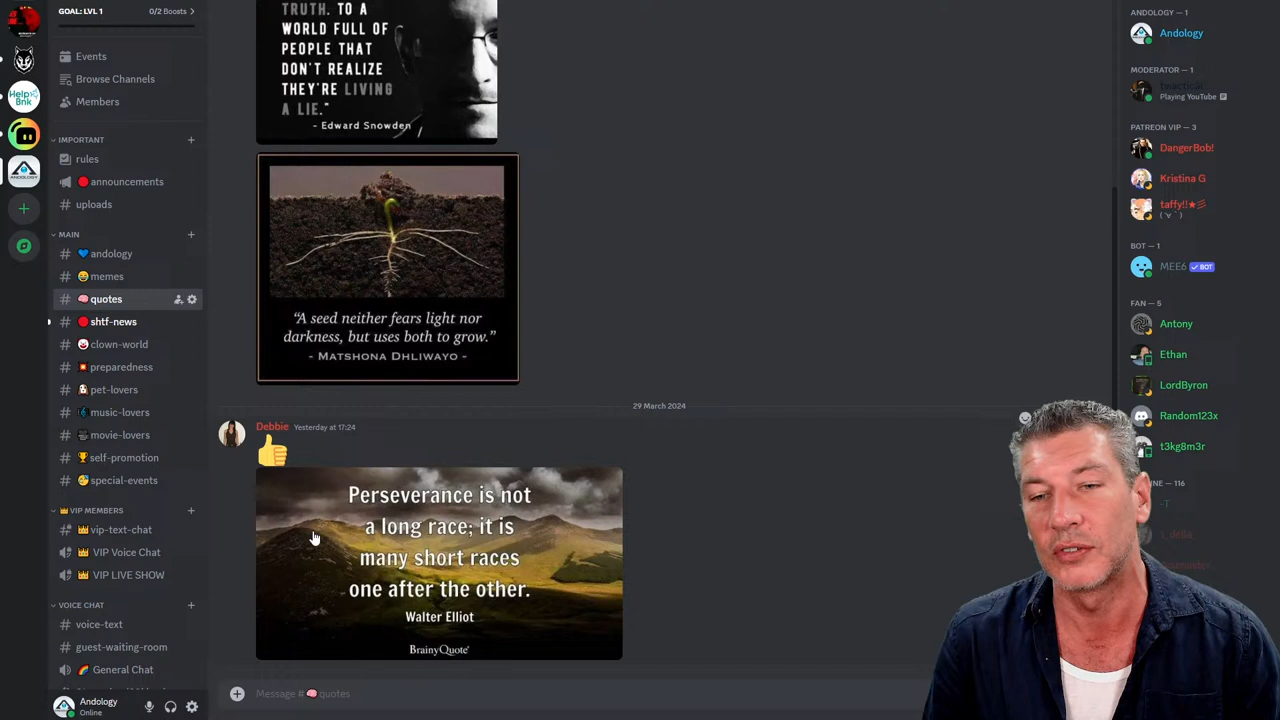 GOAL: LVL 1
0/2 Boosts
Events
Browse Channels
Members
IMPORTANT
rules
announcements
uploads
MAIN
andology
memes
quotes
shtf-news
clown-world
preparedness
pet-lovers
music-lovers
movie-lovers
self-promotion
special-events
VIP MEMBERS
vip-text-chat
VIP Voice Chat
VIP LIVE SHOW
VOICE CHAT
voice-text
guest-waiting-room
General Chat
Andology
Online
TRUTH. TO A
WORLD FULL OF
PEOPLE THAT
DON'T REALIZE
THEY'RE LIVING
A LIE."
- Edward Snowden
"A seed neither fears light nor
darkness, but uses both to grow."
- MATSHONA DHLIWAYO -
29 March 2024
Debbie Yesterday at 17:24
Perseverance is not
a long race; it is
many short races
one after the other.
Walter Elliot
BrainyQuote
Message # quotes
ANDOLOGY — 1
Andology
ANDOLOGY
MODERATOR — 1
Playing YouTube
PATREON VIP — 3
DangerBob!
Kristina G
taffy!!★彡
BOT — 1
MEE6 BOT
FAN — 5
Antony
Ethan
LordByron
Random123x
t3kg8m3r
— 116